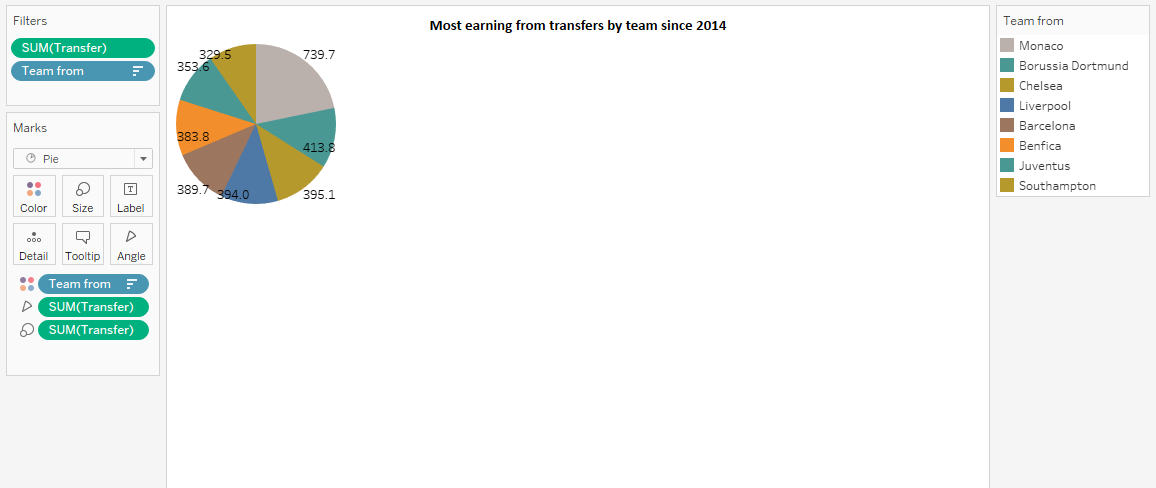 Filters
SUM(Transfer)
Team from
Marks
Pie
Color Size Label
Detail Tooltip Angle
Team from
SUM(Transfer)
SUM(Transfer)
Most earning from transfers by team since 2014
329.5 739.7
353.6
383.8 413.8
389.7 394.0 395.1
Team from
Monaco
Borussia Dortmund
Chelsea
Liverpool
Barcelona
Benfica
Juventus
Southampton